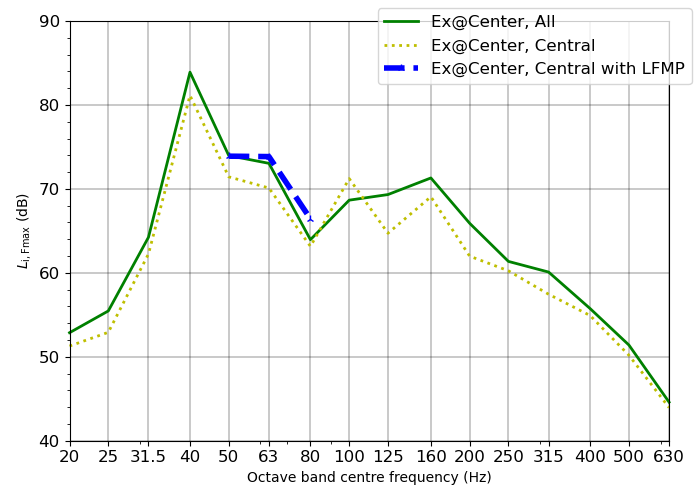 Ex@Center, All
Ex@Center, Central
Ex@Center, Central with LFMP
90
80
70
60
50
40
L i,Fmax (dB)
20 25 31.5 40 50 63 80 100 125 160 200 250 315 400 500 630
Octave band centre frequency (Hz)